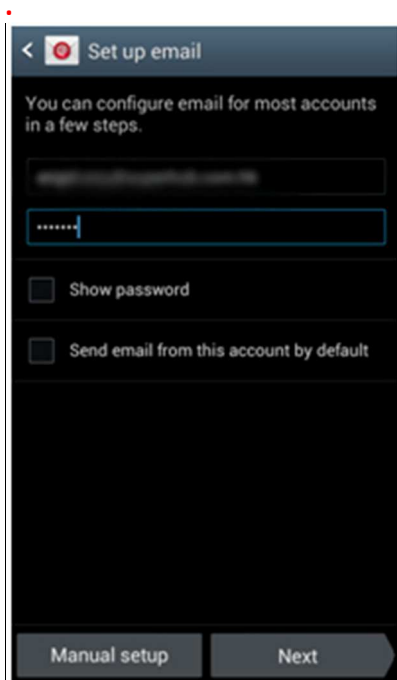 Set up email
You can configure email for most accounts
in a few steps.
•••••••
Show password
Send email from this account by default
Manual setup
Next